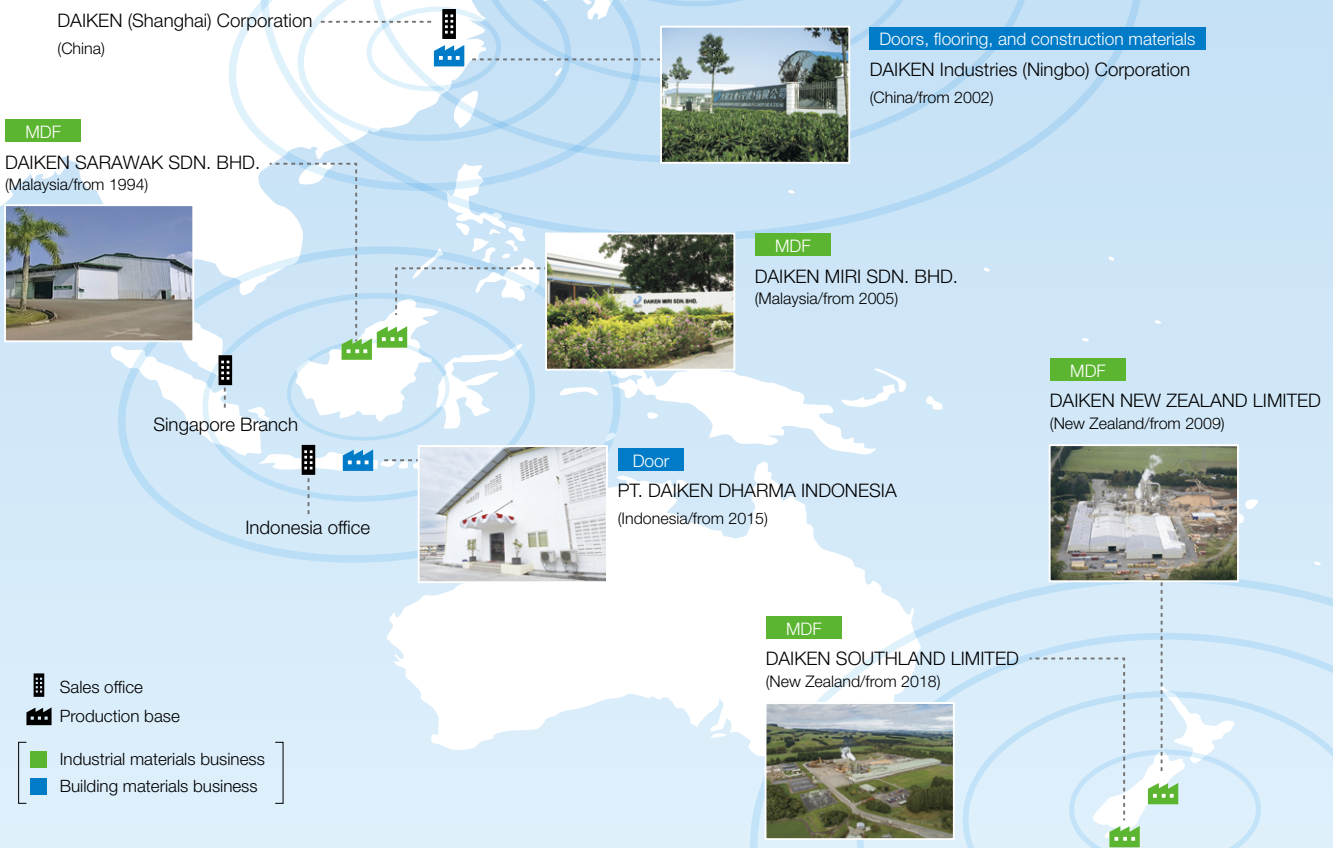 DAIKEN (Shanghai) Corporation
(China)
Doors, flooring, and construction materials
DAIKEN Industries (Ningbo) Corporation
(China/from 2002)
MDF
DAIKEN SARAWAK SDN. BHD.
(Malaysia/from 1994)
MDF
DAIKEN MIRI SDN. BHD.
(Malaysia/from 2005)
DAIKEN MIRI SDN. BHD.
MDF
DAIKEN NEW ZEALAND LIMITED
(New Zealand/from 2009)
Singapore Branch
Door
PT. DAIKEN DHARMA INDONESIA
(Indonesia/from 2015)
Indonesia office
MDF
DAIKEN SOUTHLAND LIMITED
(New Zealand/from 2018)
Sales office
Production base
Industrial materials business
Building materials business